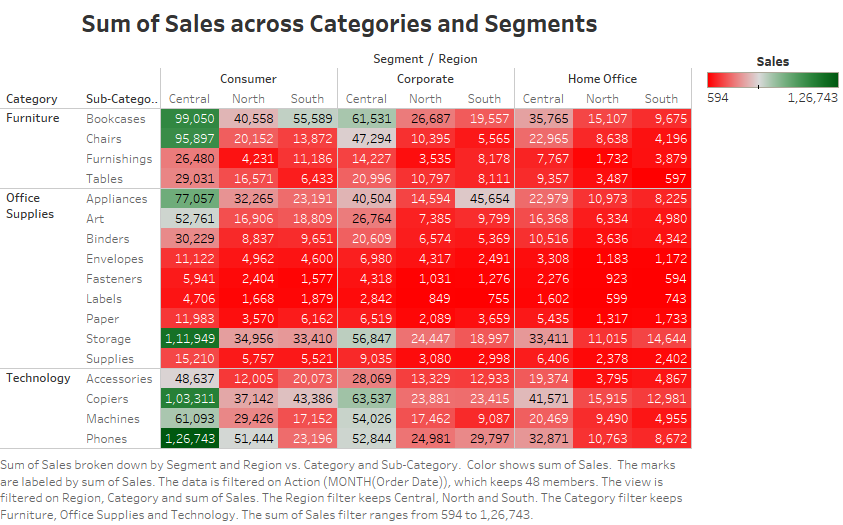 Sum of Sales across Categories and Segments
Segment / Region
Sales
Consumer Corporate Home Office
594 1,26,743
Category Sub-Catego.. Central North South Central North South Central North South
Furniture Bookcases 99,050 40,558 55,589 61,531 26,687 19,557 35,765 15,107 9,675
Chairs 95,897 20,152 13,872 47,294 10,395 5,565 22,965 8,638 4,196
Furnishings 26,480 4,231 11,186 14,227 3,535 8,178 7,767 1,732 3,879
Tables 29,031 16,571 6,433 20,996 10,797 8,111 9,357 3,487 597
Office Supplies Appliances 77,057 32,265 23,191 40,504 14,594 45,654 22,979 10,973 8,225
Art 52,761 16,906 18,809 26,764 7,385 9,799 16,368 6,334 4,980
Binders 30,229 8,837 9,651 20,609 6,574 5,369 10,516 3,636 4,342
Envelopes 11,122 4,962 4,600 6,980 4,317 2,491 3,308 1,183 1,172
Fasteners 5,941 2,404 1,577 4,318 1,031 1,276 2,276 923 594
Labels 4,706 1,668 1,879 2,842 849 755 1,602 599 743
Paper 11,983 3,570 6,162 6,519 2,089 3,659 5,435 1,317 1,733
Storage 1,11,949 34,956 33,410 56,847 24,447 18,997 33,411 11,015 14,644
Supplies 15,210 5,757 5,521 9,035 3,080 2,998 6,406 2,378 2,402
Technology Accessories 48,637 12,005 20,073 28,069 13,329 12,933 19,374 3,795 4,867
Copiers 1,03,311 37,142 43,386 63,537 23,881 23,415 41,571 15,915 12,981
Machines 61,093 29,426 17,152 54,026 17,462 9,087 20,469 9,490 4,955
Phones 1,26,743 51,444 23,196 52,844 24,981 29,797 32,871 10,763 8,672
Sum of Sales broken down by Segment and Region vs. Category and Sub-Category.  Color shows sum of Sales.  The marks
are labeled by sum of Sales. The data is filtered on Action (MONTH(Order Date)), which keeps 48 members. The view is
filtered on Region, Category and sum of Sales. The Region filter keeps Central, North and South. The Category filter keeps
Furniture, Office Supplies and Technology. The sum of Sales filter ranges from 594 to 1,26,743.